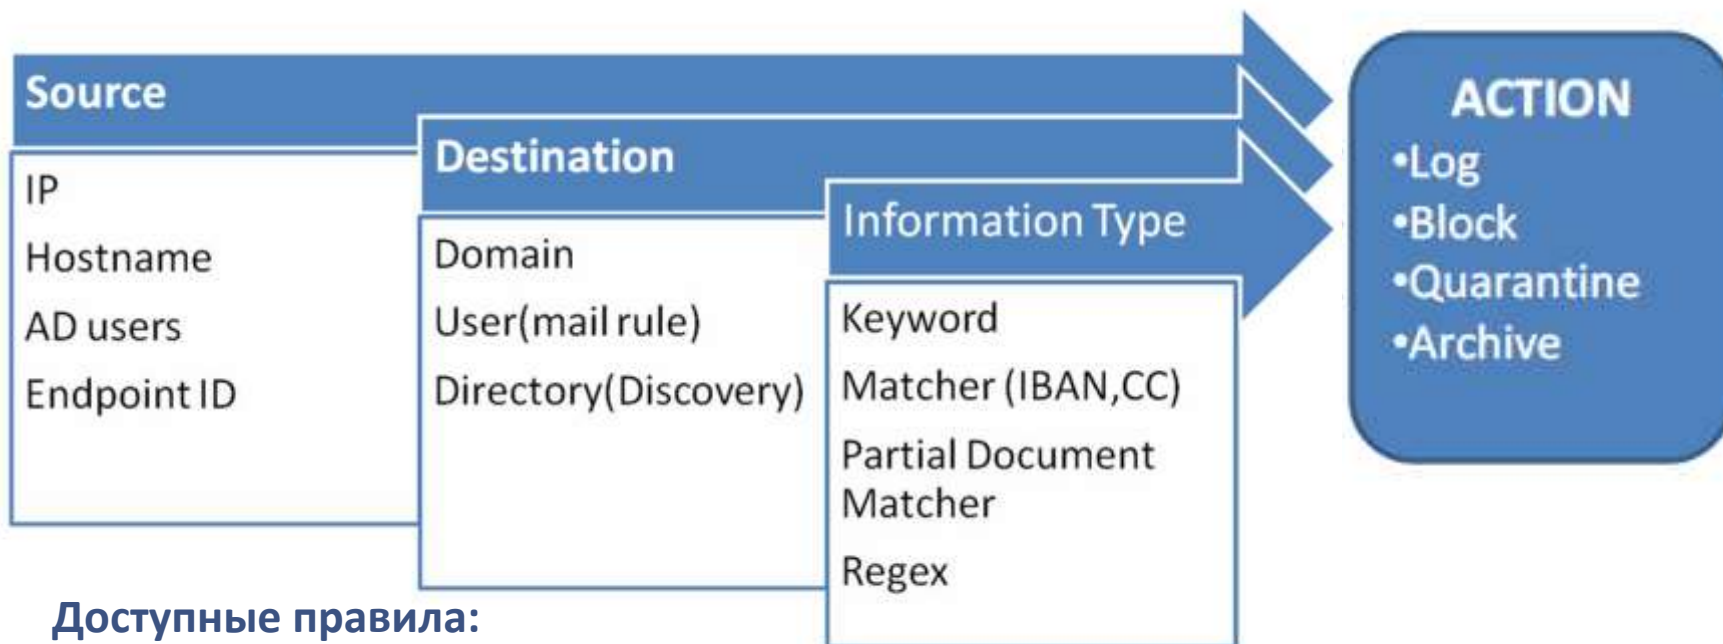 Source
IP
Hostname
AD users
Endpoint ID
Destination
Domain
User(mail rule)
Directory(Discovery)
Information Type
Keyword
Matcher (IBAN,CC)
Partial Document
Matcher
Regex
ACTION
•Log
•Block
•Quarantine
•Archive
Доступные правила: